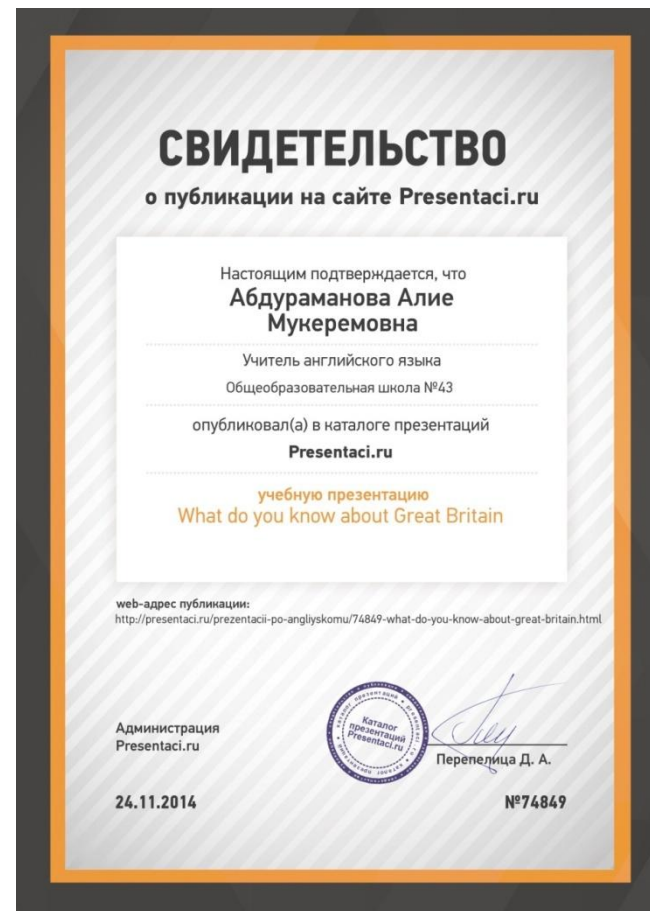 СВИДЕТЕЛЬСТВО
о публикации на сайте Presentaci.ru
Настоящим подтверждается, что
Абдураманова Алие
Мукеремовна
Учитель английского языка
Общеобразовательная школа №43
опубликовал(а) в каталоге презентаций
Presentaci.ru
учебную презентацию
What do you know about Great Britain
web-адрес публикации:
http://presentaci.ru/prezentacii-po-angliyskomu/74849-what-do-you-know-about-great-britain.html
Администрация
Presentaci.ru
Каталог
презентаций
Presentaci.ru
Перепелица Д. А.
24.11.2014
№74849